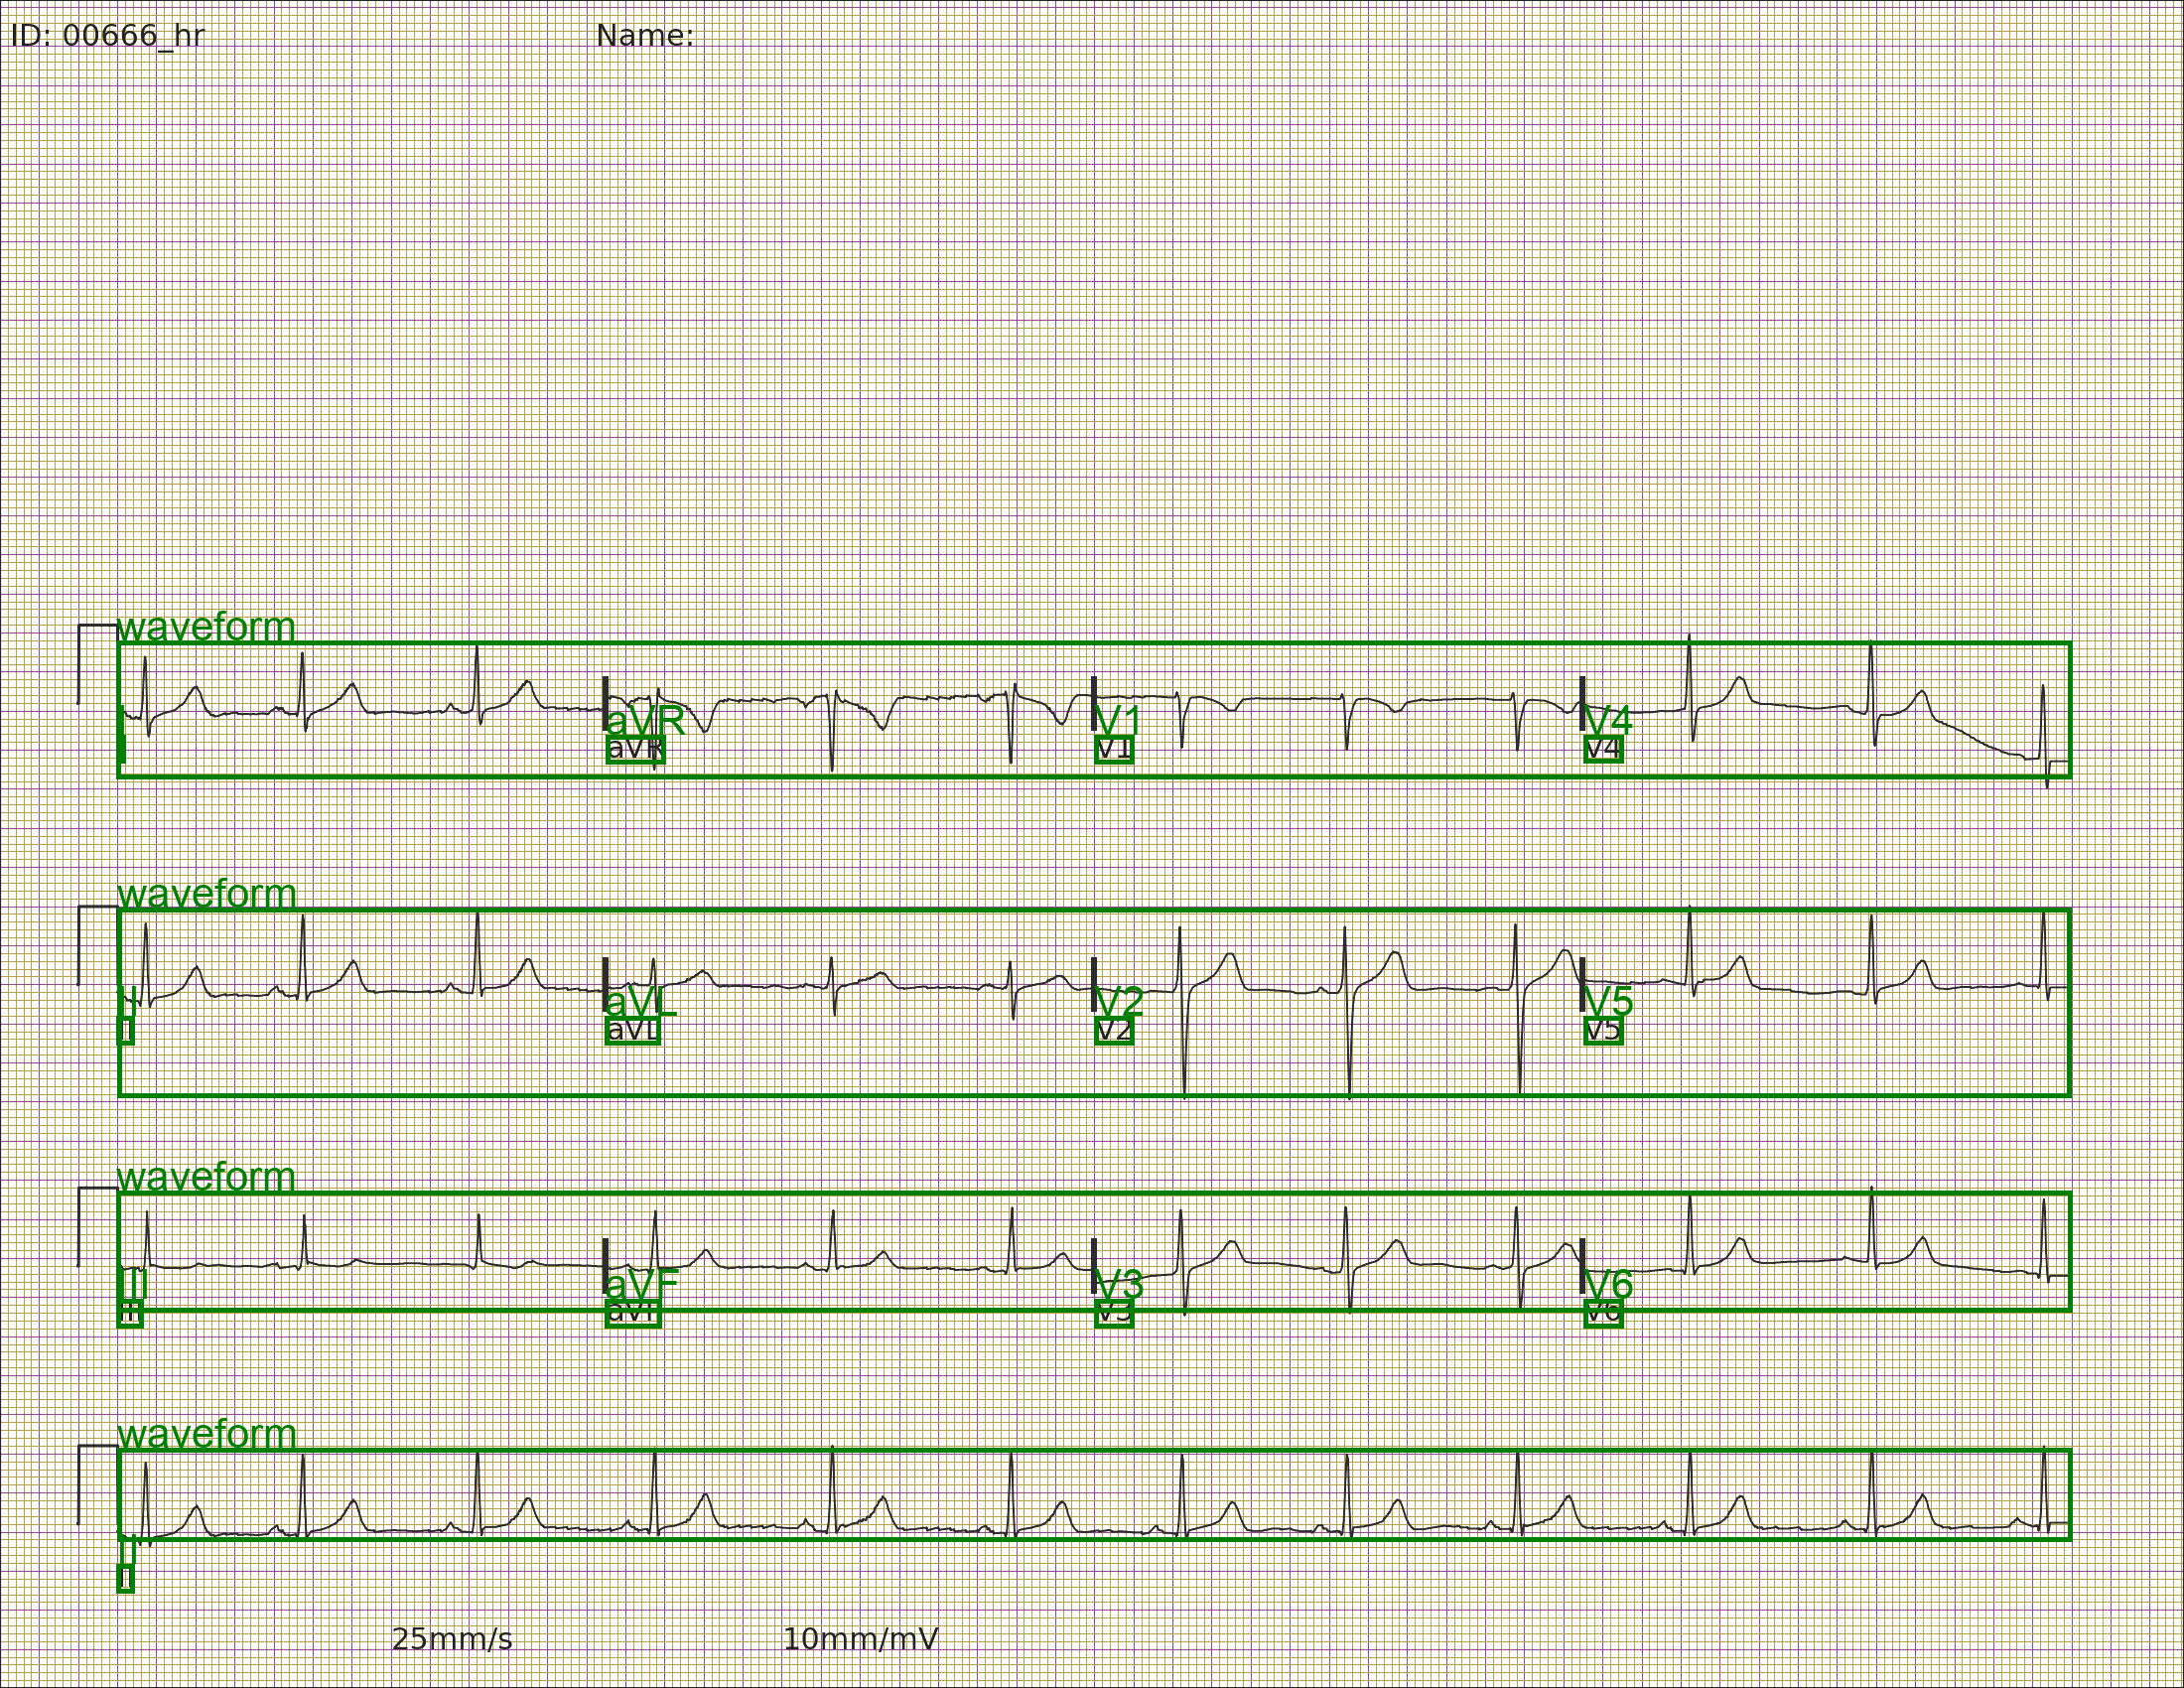 ID: 00666_hr Name:
waveform
aVR V1 V4
I aVR V1 V4
waveform
II aVL V2 V5
II aVL V2 V5
waveform
III aVF V3 V6
III aVF V3 V6
waveform
II
II
25mm/s 10mm/mV